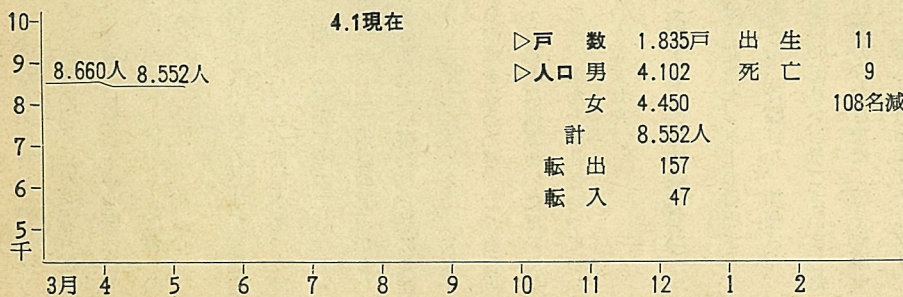 4.1現在
10
9
8
7
6
5
千
8.660人 8.552人
3月 4 5 6 7 8 9 10 11 12 1 2
▷戸数 1.835戸 出生 11
▷人口 男 4.102 死亡 9
女 4.450 108名減
計 8.552人
転出 157
転入 47